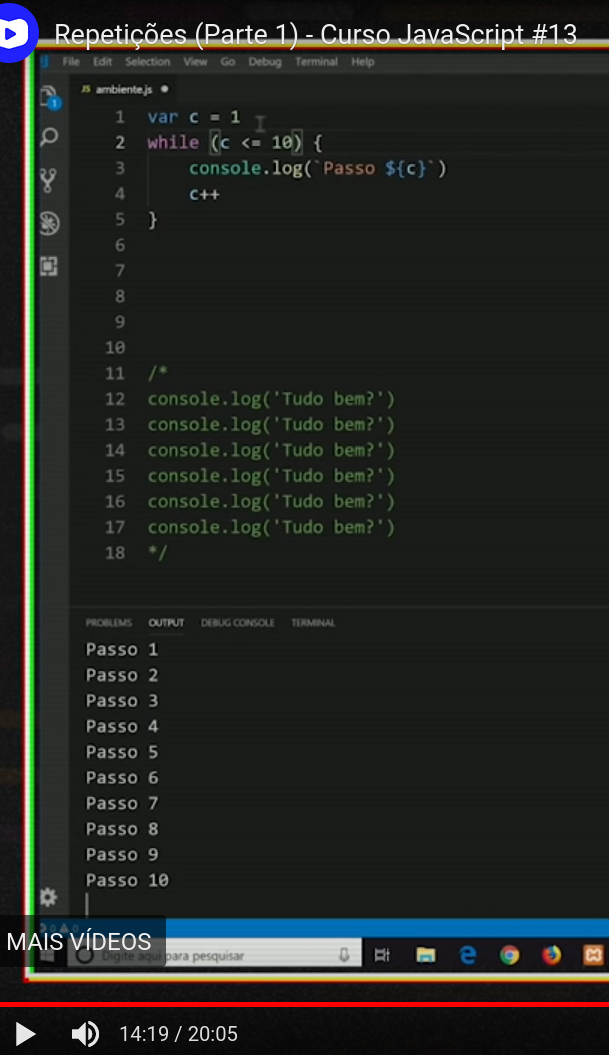 Repetições (Parte 1) - Curso JavaScript #13
File Edit Selection View Go Debug Terminal Help
JS ambiente.js
1
1 var c = 1
2 while (c <= 10) {
3 console.log(`Passo ${c}`)
4 c++
5 }
6
7
8
9
10
11 /*
12 console.log('Tudo bem?')
13 console.log('Tudo bem?')
14 console.log('Tudo bem?')
15 console.log('Tudo bem?')
16 console.log('Tudo bem?')
17 console.log('Tudo bem?')
18 */
PROBLEMS OUTPUT DEBUG CONSOLE TERMINAL
Passo 1
Passo 2
Passo 3
Passo 4
Passo 5
Passo 6
Passo 7
Passo 8
Passo 9
Passo 10
MAIS VÍDEOS
Digite aqui para pesquisar
14:19 / 20:05